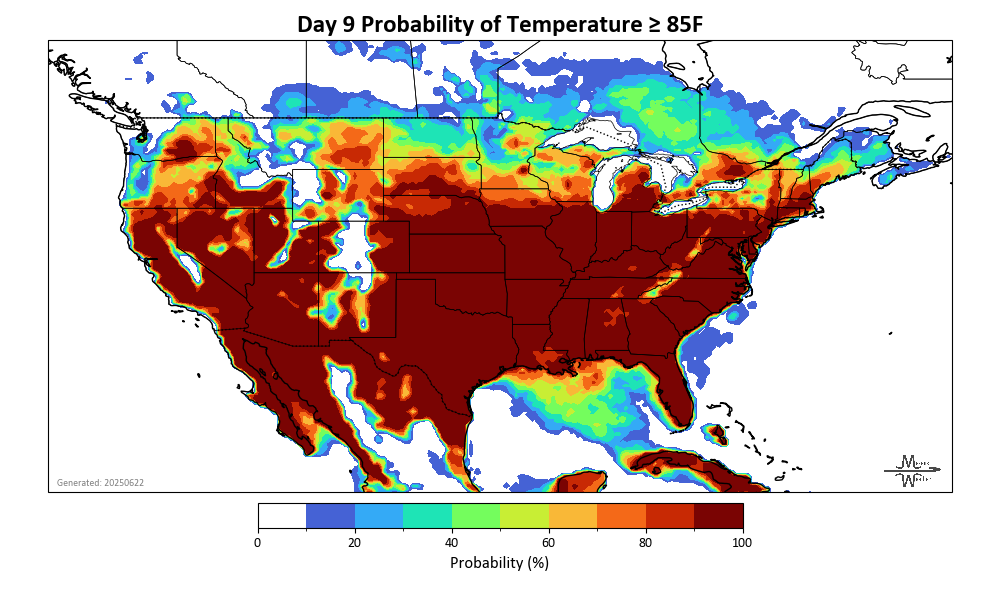 Day 9 Probability of Temperature ≥ 85F
Generated: 20250622
0 20 40 60 80 100
Probability (%)